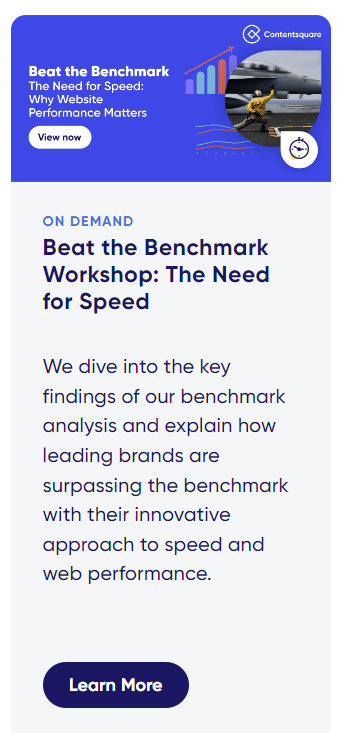 Contentsquare
Beat the Benchmark
The Need for Speed:
Why Website
Performance Matters
View now
ON DEMAND
Beat the Benchmark
Workshop: The Need
for Speed
We dive into the key
findings of our benchmark
analysis and explain how
leading brands are
surpassing the benchmark
with their innovative
approach to speed and
web performance.
Learn More